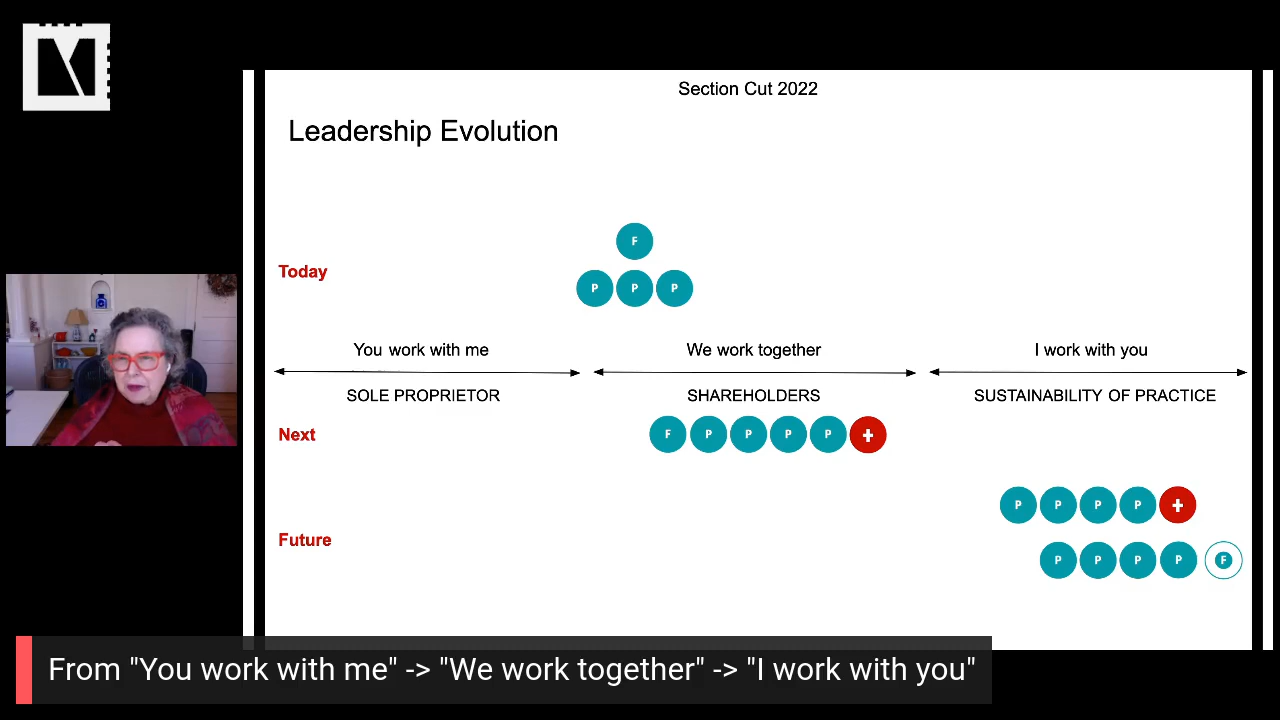 Section Cut 2022
Leadership Evolution
F
Today
P P P
You work with me We work together I work with you
SOLE PROPRIETOR SHAREHOLDERS SUSTAINABILITY OF PRACTICE
Next F P P P P +
P P P P +
Future
P P P P F
From "You work with me" -> "We work together" -> "I work with you"